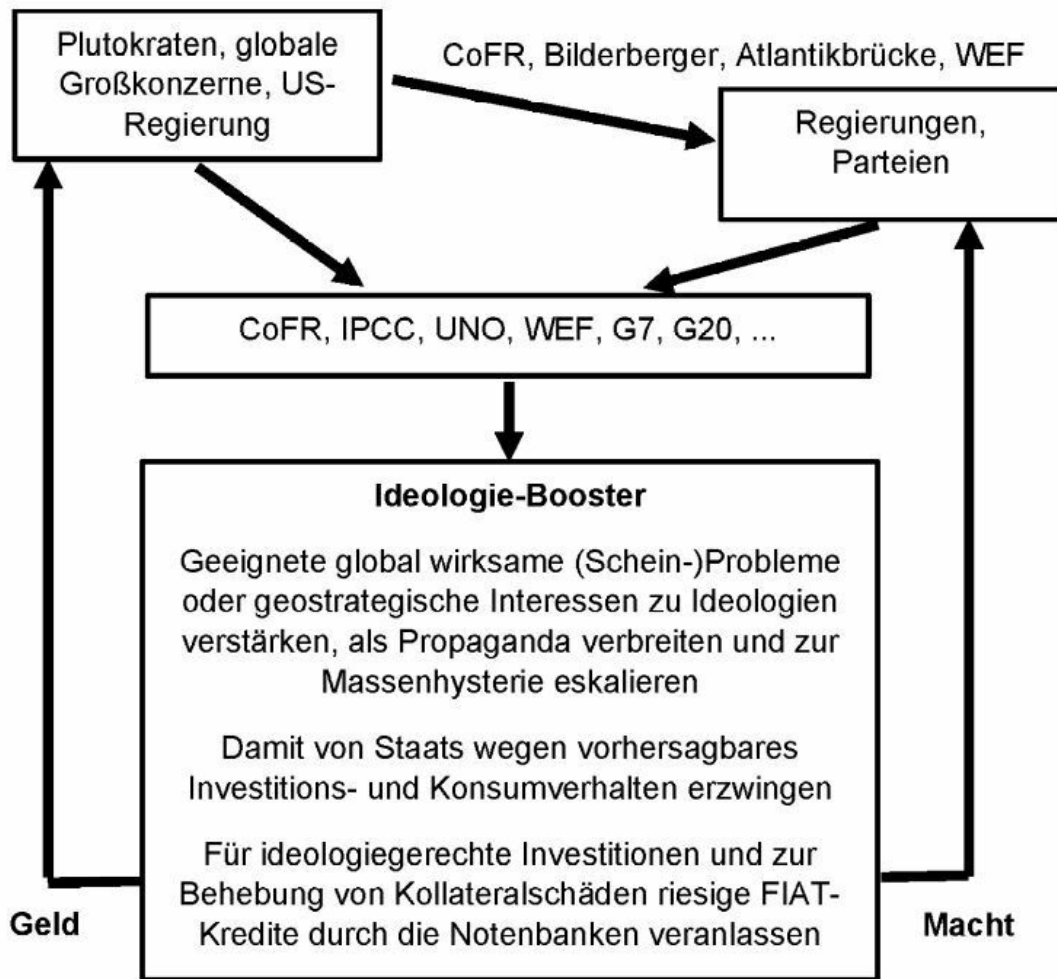 Plutokraten, globale
Großkonzerne, US-
Regierung
CoFR, Bilderberger, Atlantikbrücke, WEF
Regierungen,
Parteien
CoFR, IPCC, UNO, WEF, G7, G20, ...
Ideologie-Booster
Geeignete global wirksame (Schein-)Probleme
oder geostrategische Interessen zu Ideologien
verstärken, als Propaganda verbreiten und zur
Massenhysterie eskalieren
Damit von Staats wegen vorhersagbares
Investitions- und Konsumverhalten erzwingen
Für ideologiegerechte Investitionen und zur
Behebung von Kollateralschäden riesige FIAT-
Kredite durch die Notenbanken veranlassen
Geld
Macht